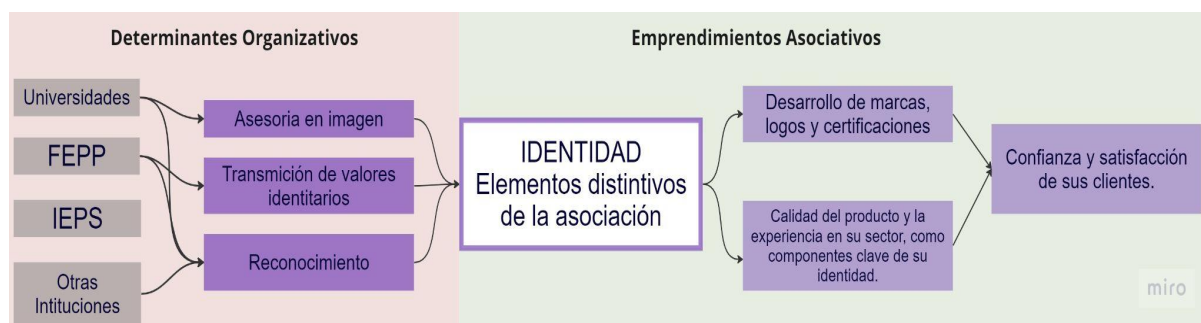 Determinantes Organizativos
Emprendimientos Asociativos
Universidades
FEPP
IEPS
Otras
Intituciones
Asesoria en imagen
Transmición de valores
identitarios
Reconocimiento
IDENTIDAD
Elementos distintivos
de la asociación
Desarrollo de marcas,
logos y certificaciones
Calidad del producto y la
experiencia en su sector, como
componentes clave de su
identidad.
Confianza y satisfacción
de sus clientes.
miro